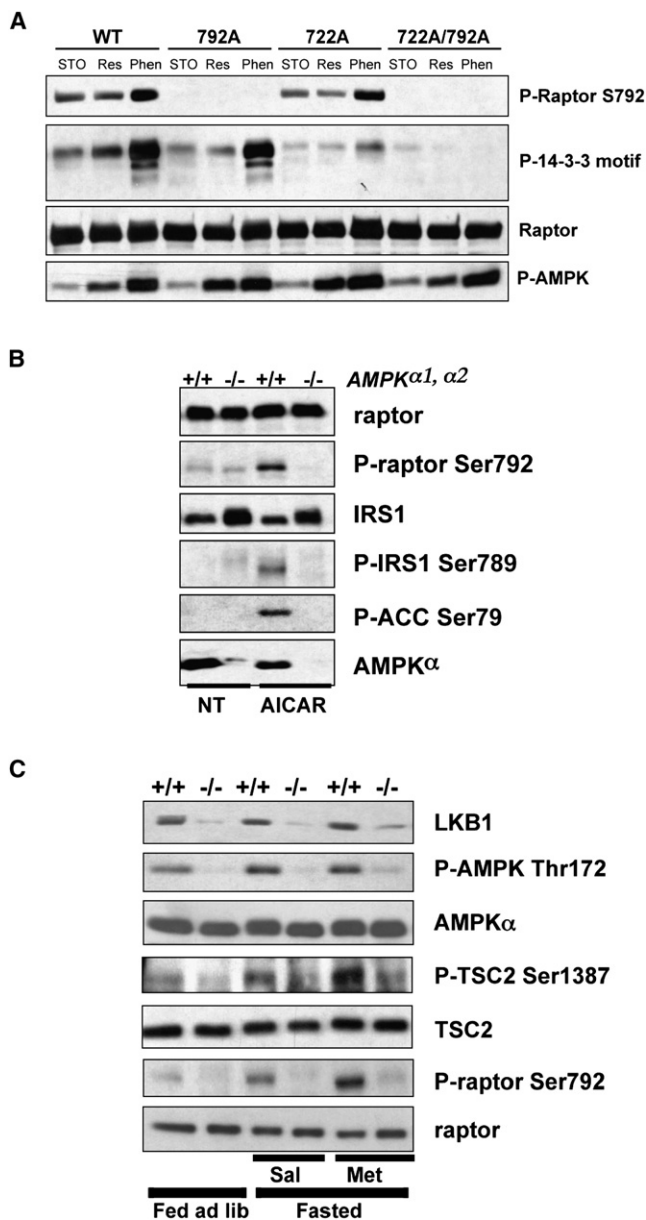 A
WT 792A 722A 722A/792A
STO Res Phen STO Res Phen STO Res Phen STO Res Phen
P-Raptor S792
P-14-3-3 motif
Raptor
P-AMPK
B
+/+ -/- +/+ -/- AMPKα1, α2
raptor
P-raptor Ser792
IRS1
P-IRS1 Ser789
P-ACC Ser79
AMPKα
NT AICAR
C
+/+ -/- +/+ -/- +/+ -/-
LKB1
P-AMPK Thr172
AMPKα
P-TSC2 Ser1387
TSC2
P-raptor Ser792
raptor
Sal Met
Fed ad lib Fasted